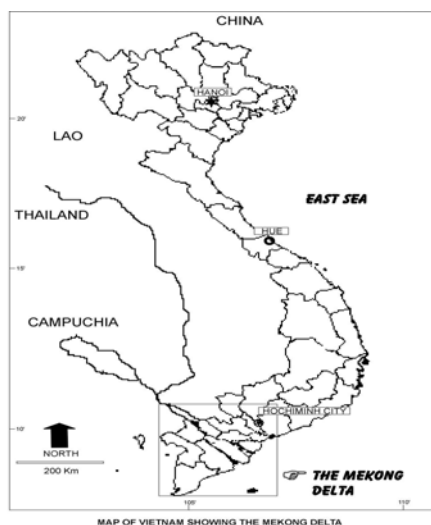 CHINA
HANOI
20'
LAO
EAST SEA
THAILAND
HUE
15'
CAMPUCHIA
HOCHIMINH CITY
10'
NORTH
200 Km
THE MEKONG
DELTA
105'
110'
MAP OF VIETNAM SHOWING THE MEKONG DELTA